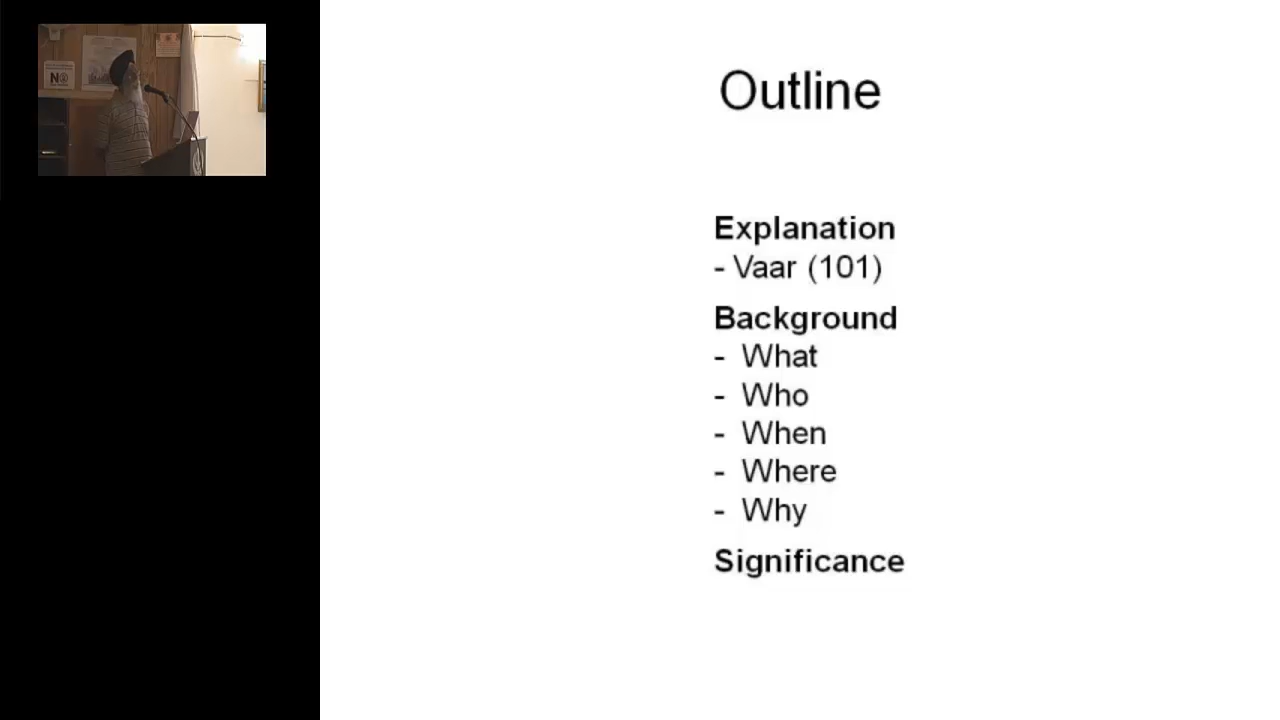 Outline
Explanation
- Vaar (101)
Background
- What
- Who
- When
- Where
- Why
Significance